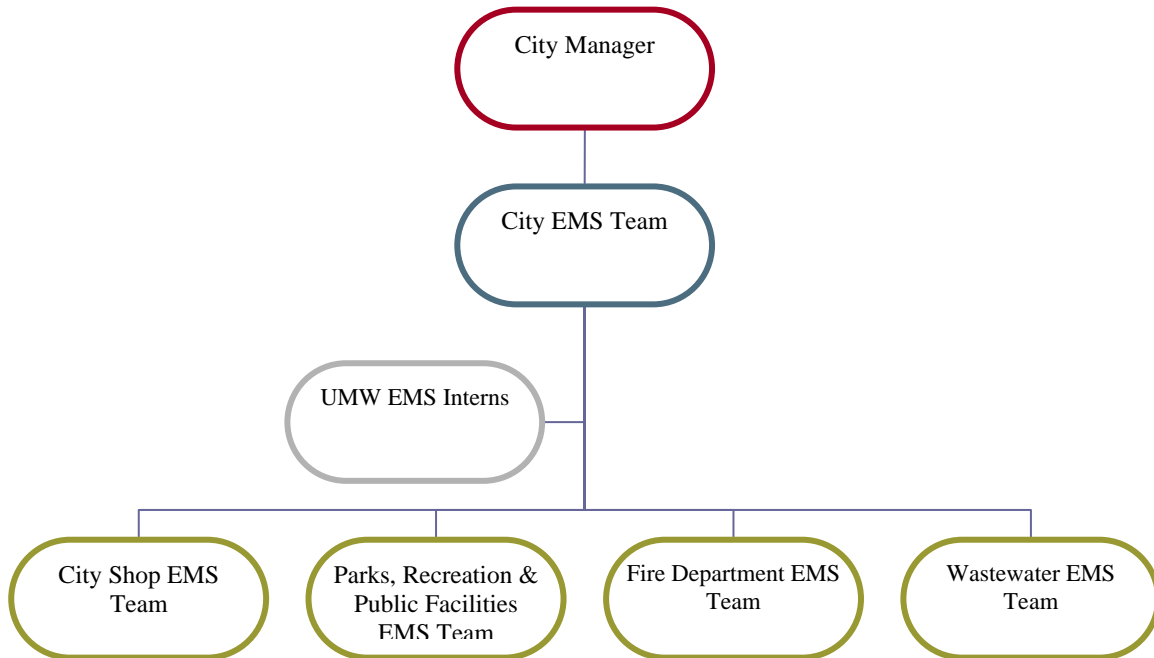 City Manager
City EMS Team
UMW EMS Interns
City Shop EMS
Team
Parks, Recreation &
Public Facilities
EMS Team
Fire Department EMS
Team
Wastewater EMS
Team